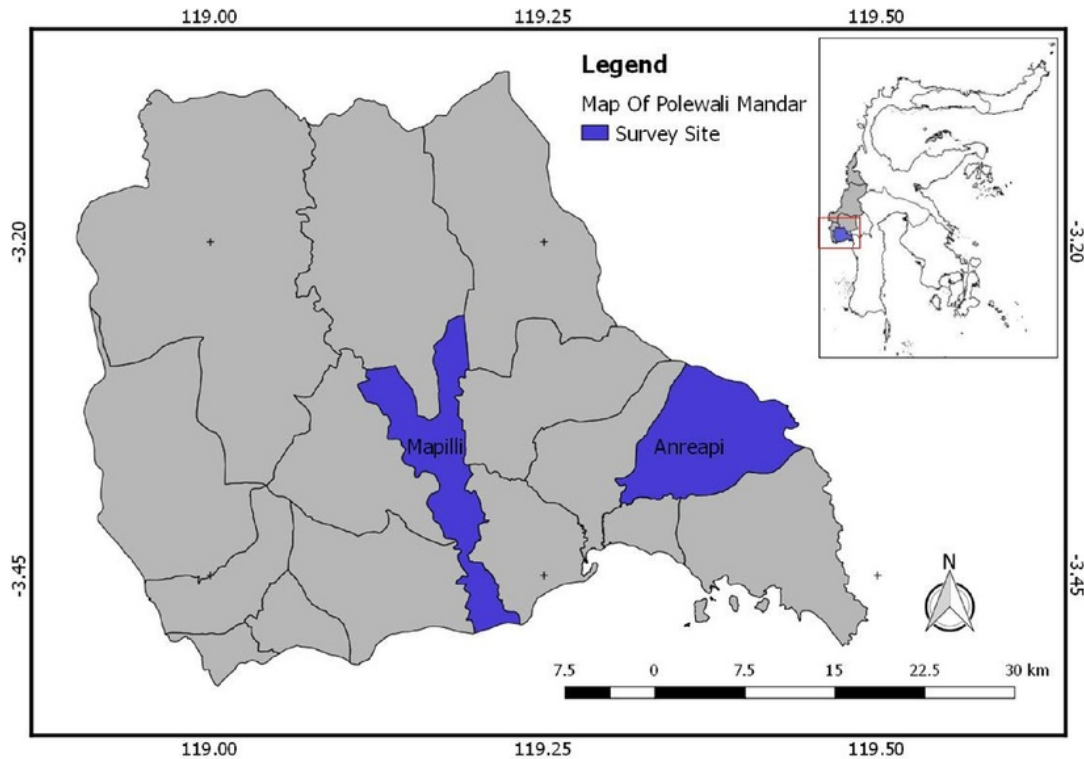 119.00 119.25 119.50
Legend
Map Of Polewali Mandar
Survey Site
-3.20 -3.20
Mapilli Anreapi
-3.45 -3.45
N
7.5 0 7.5 15 22.5 30 km
119.00 119.25 119.50